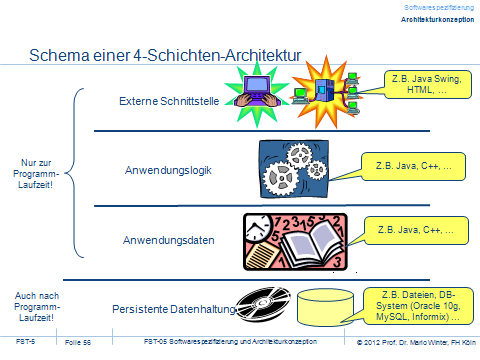 Softwarespezifizierung
Architekturkonzeption
Schema einer 4-Schichten-Architektur
Externe Schnittstelle
Z.B. Java Swing,
HTML, …
Nur zur
Programm-
Laufzeit!
Anwendungslogik
Z.B. Java, C++, …
Anwendungsdaten
Z.B. Java, C++, …
Auch nach
Programm-
Laufzeit!
Persistente Datenhaltung
Z.B. Dateien, DB-
System (Oracle 10g,
MySQL, Informix) …
FST-5
Folie 56
FST-05 Softwarespezifizierung und Architekturkonzeption
© 2012 Prof. Dr. Mario Winter, FH Köln